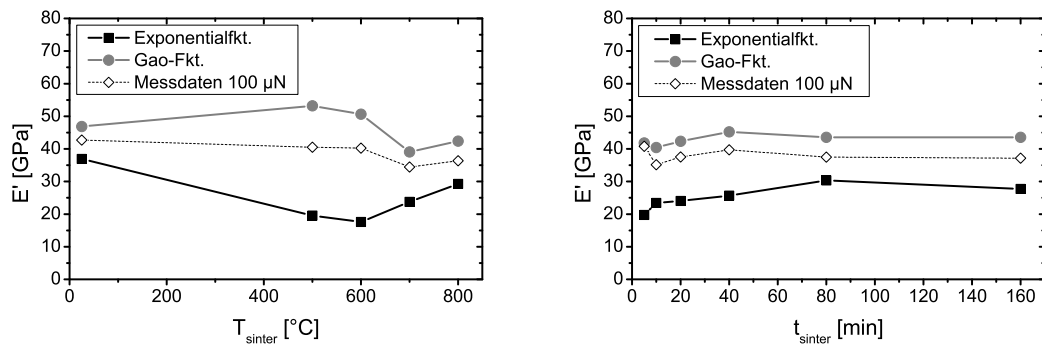 80
70
60
50
40
30
20
10
0
E' [GPa]
Exponentialfkt.
Gao-Fkt.
Messdaten 100 µN
0 200 400 600 800
T_sinter [°C]
80
70
60
50
40
30
20
10
0
E' [GPa]
Exponentialfkt.
Gao-Fkt.
Messdaten 100 µN
0 20 40 60 80 100 120 140 160
t_sinter [min]